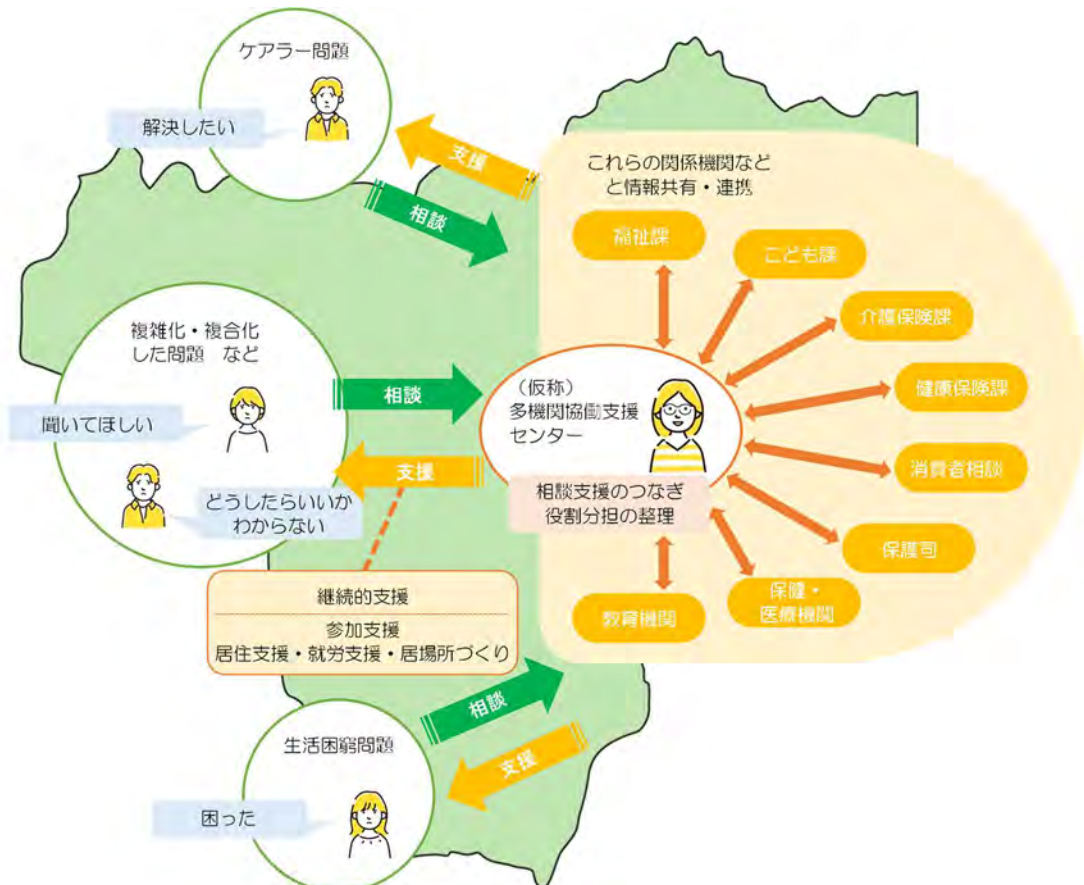 ケアラー問題
解決したい
支援
相談
これらの関係機関など
と情報共有・連携
福祉課
こども課
介護保険課
健康保険課
消費者相談
保護司
保健・
医療機関
教育機関
(仮称)
多機関協働支援
センター
相談支援のつなぎ
役割分担の整理
複雑化・複合化
した問題 など
聞いてほしい
どうしたらいいか
わからない
相談
支援
継続的支援
参加支援
居住支援・就労支援・居場所づくり
生活困窮問題
困った
相談
支援